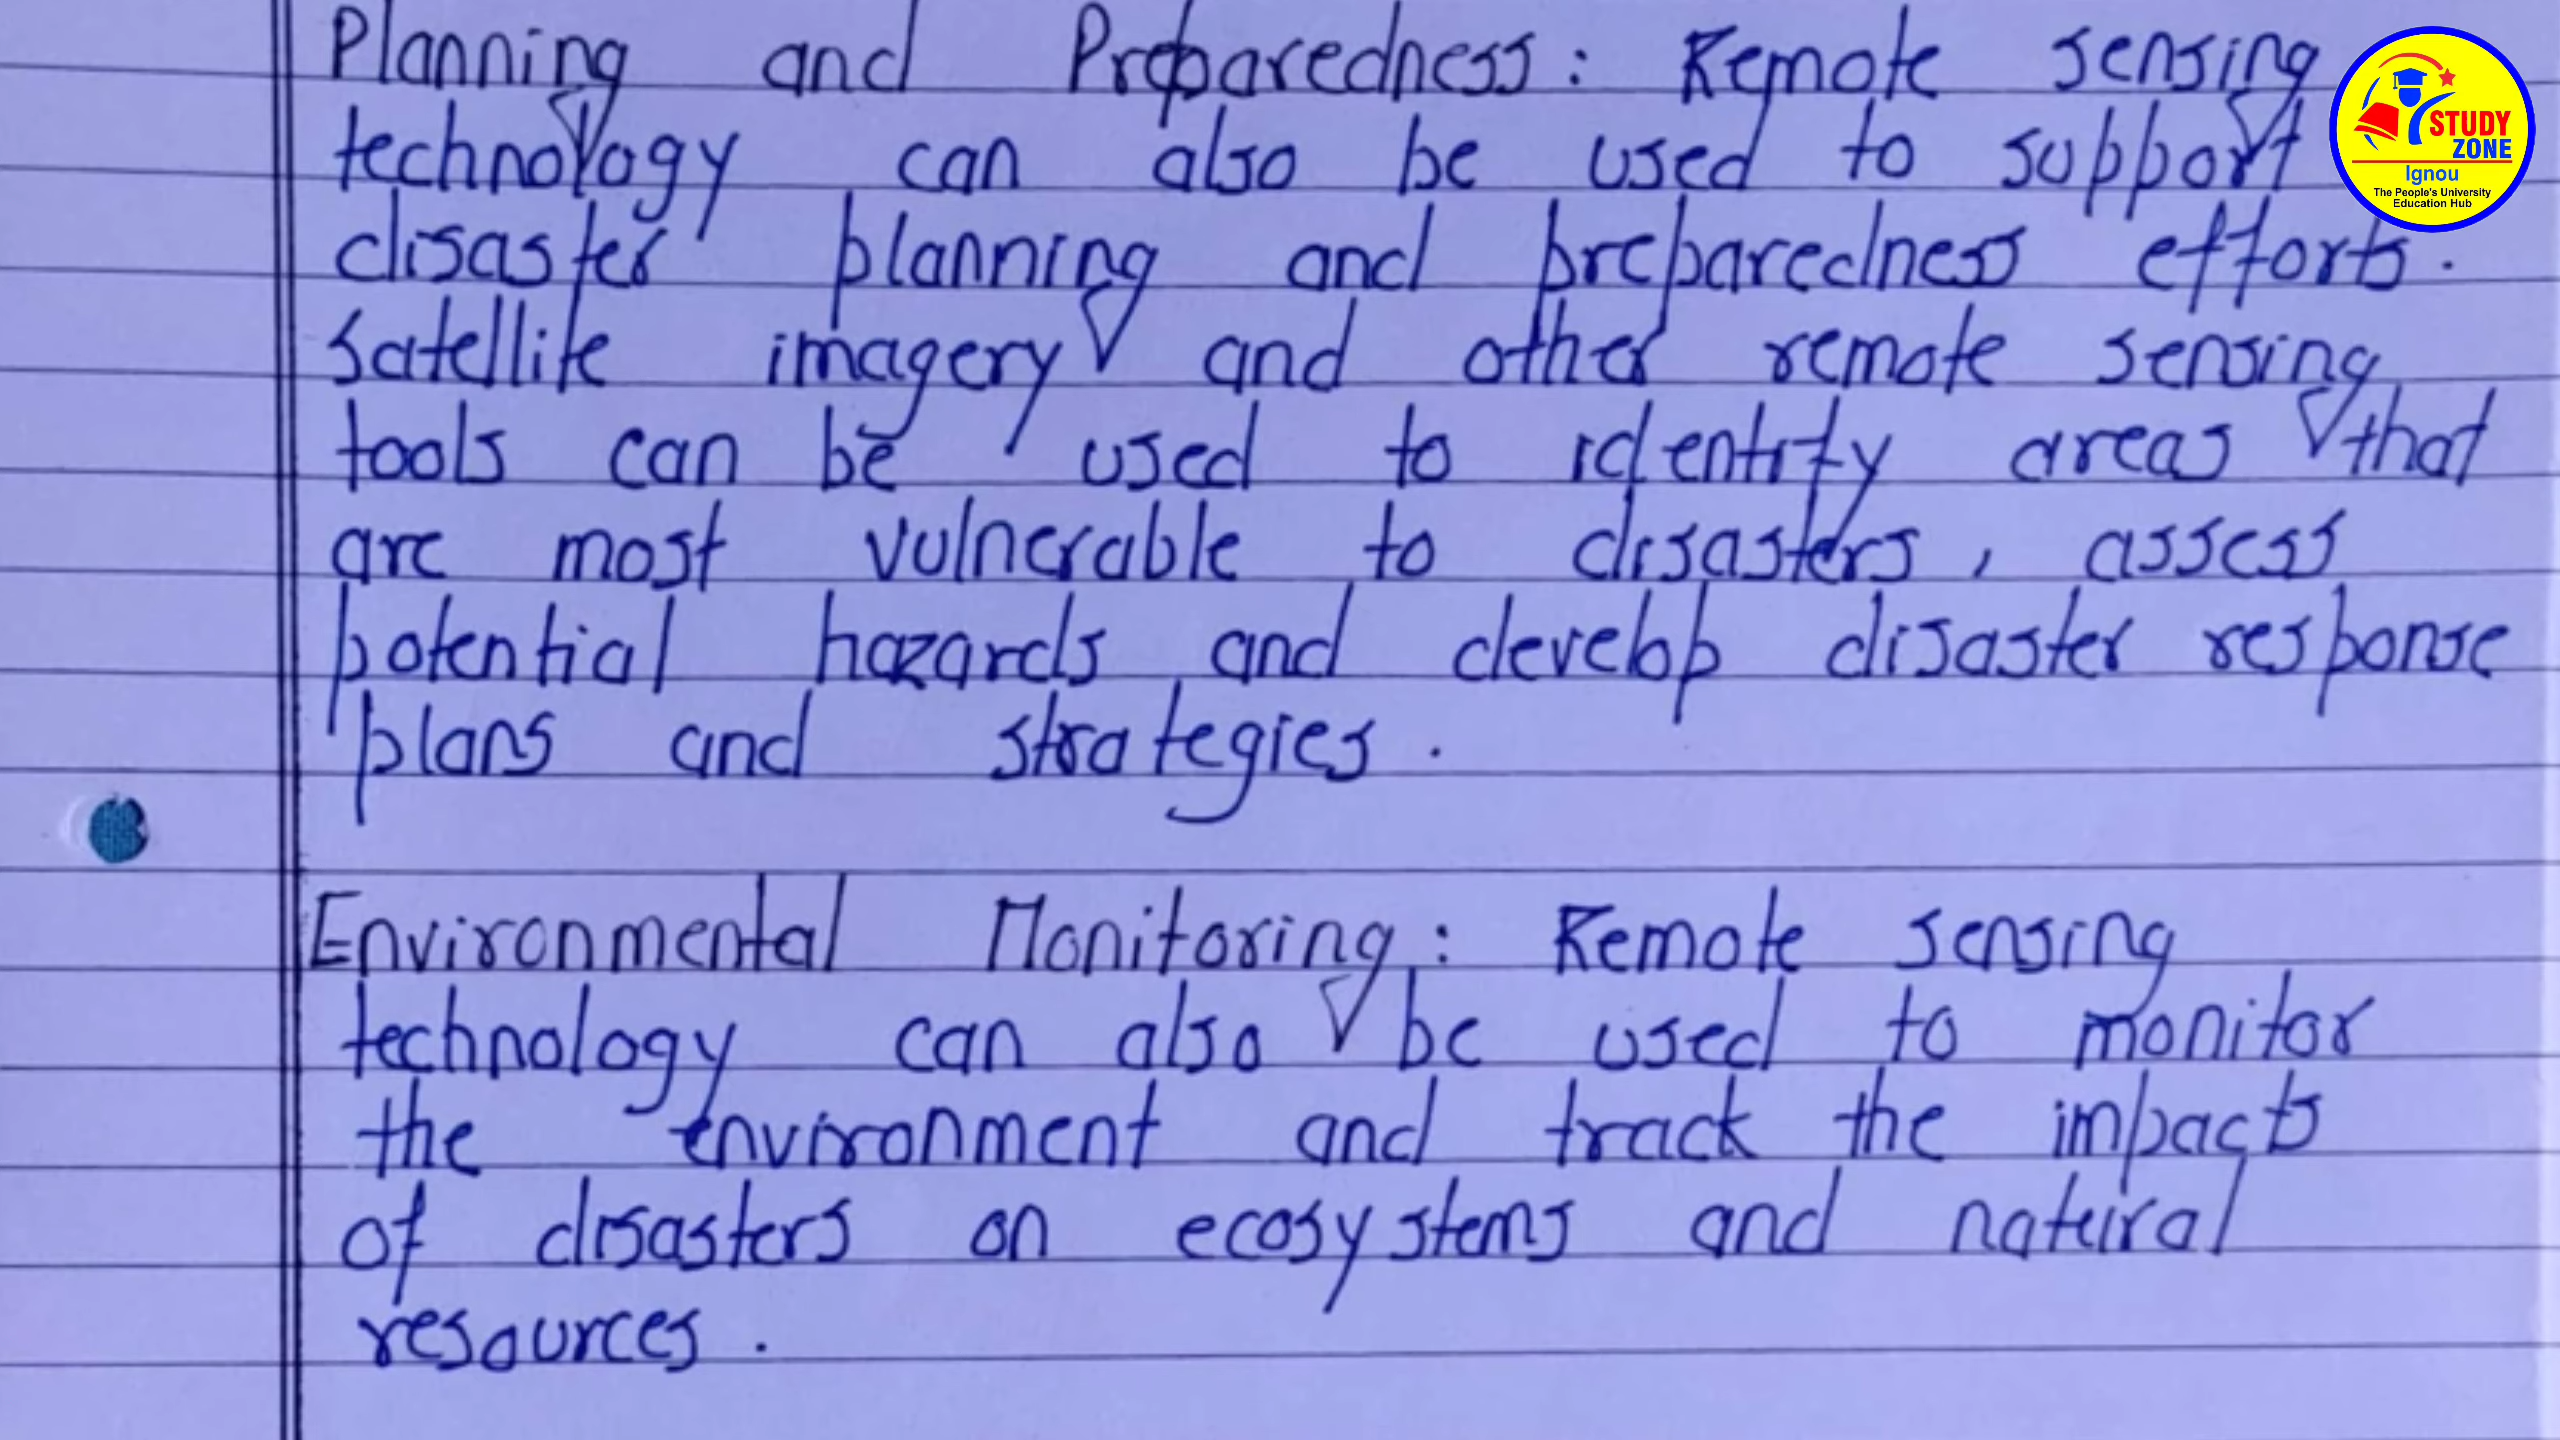 Planning and Preparedness: Remote sensing
technology can also be used to support
disaster planning and preparedness efforts.
Satellite imagery and other remote sensing
tools can be used to identify areas that
are most vulnerable to disasters, assess
potential hazards and develop disaster response
plans and strategies.
Environmental Monitoring: Remote sensing
technology can also be used to monitor
the environment and track the impacts
of disasters on ecosystems and natural
resources.
STUDY
ZONE
Ignou
The People's University
Education Hub